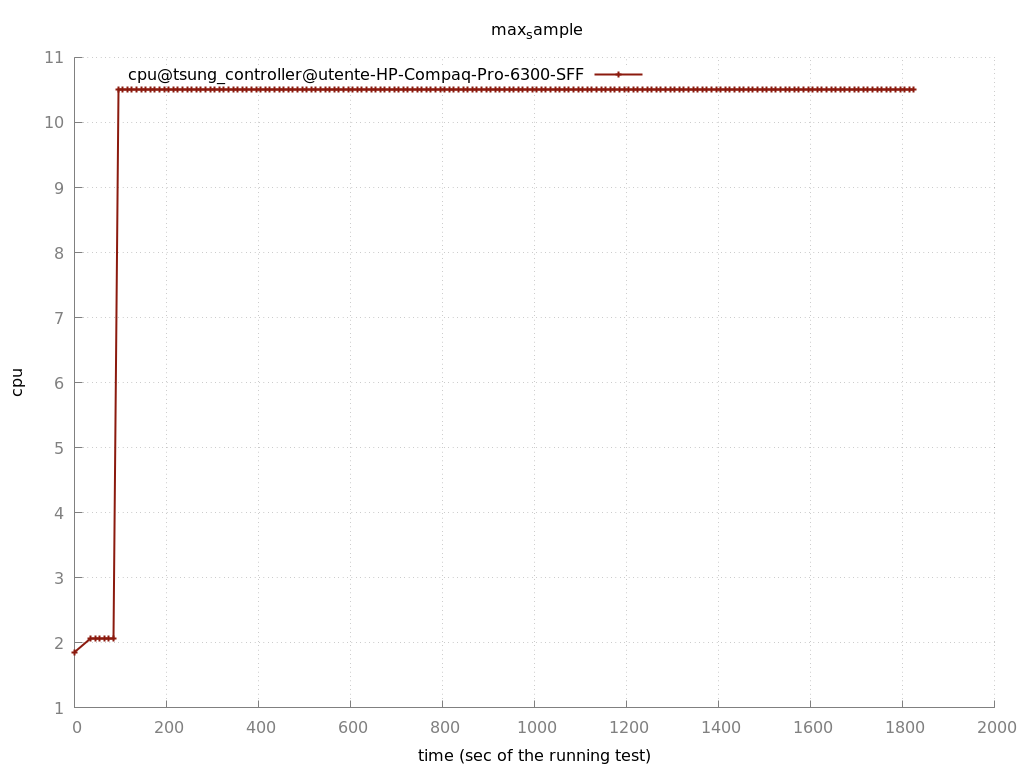 maxsample
11
cpu@tsung_controller@utente-HP-Compaq-Pro-6300-SFF
10
9
8
7
6
cpu
5
4
3
2
1
0 200 400 600 800 1000 1200 1400 1600 1800 2000
time (sec of the running test)